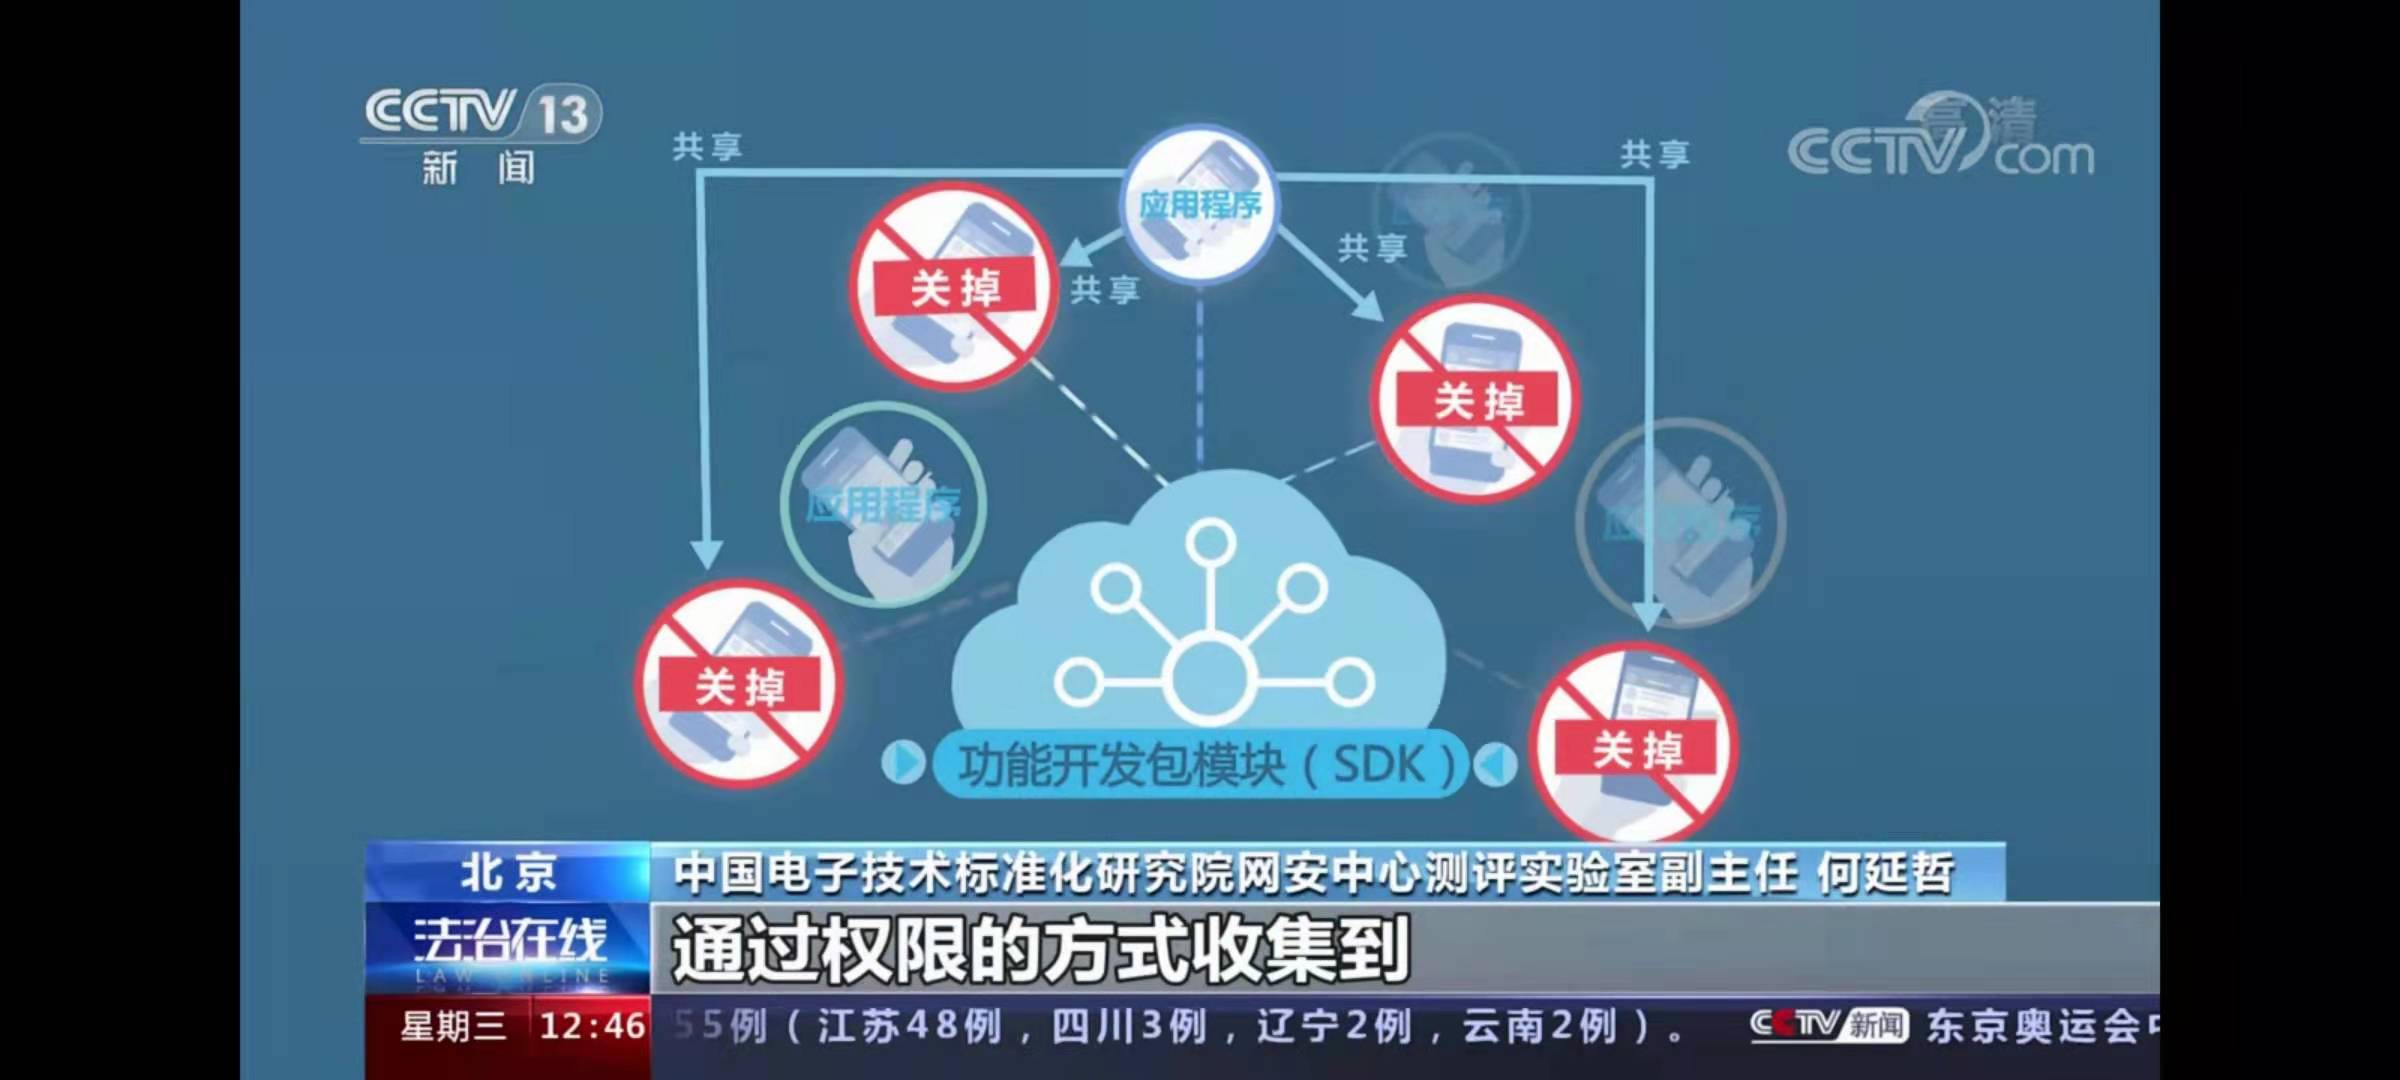 CCTV 13
新闻
高清
CCTV com
共享
共享
应用程序
共享
共享
关掉
关掉
应用程序
关掉
关掉
功能开发包模块（SDK）
北京
中国电子技术标准化研究院网安中心测评实验室副主任 何延哲
法治在线
LAW ONLINE
通过权限的方式收集到
星期三 12:46
55例（江苏48例，四川3例，辽宁2例，云南2例）。
CCTV 新闻 东京奥运会